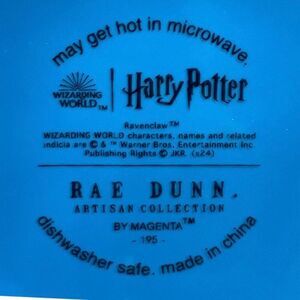 may get hot in microwave.
WIZARDING
WORLD™
Harry Potter
Ravenclaw™
WIZARDING WORLD characters, names and related
indicia are © & ™ Warner Bros. Entertainment Inc.
Publishing Rights © JKR. (s24)
RAE DUNN.
ARTISAN COLLECTION
BY MAGENTA™
- 195 -
dishwasher safe. made in china